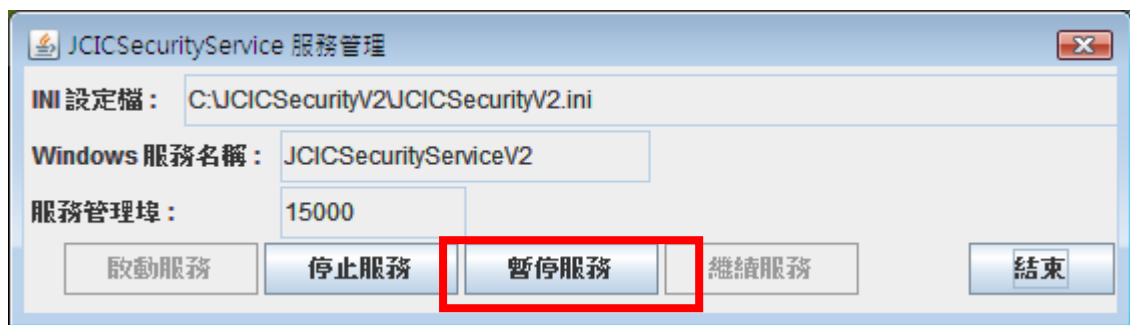 JCICSecurityService 服務管理
INI 設定檔： C:\JCICSecurityV2\JCICSecurityV2.ini
Windows 服務名稱： JCICSecurityServiceV2
服務管理埠： 15000
啟動服務 停止服務 暫停服務 繼續服務 結束